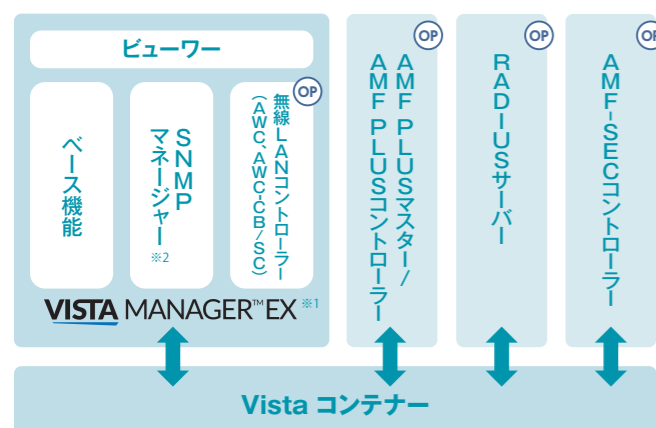 ビューワー
ベース機能
SNMP
マネージャー
※2
OP
無線LANコントローラー
(AWC、AWC-CB/SC)
VISTA MANAGER™ EX ※1
OP
AMF PLUSマスター/
AMF PLUSコントローラー
OP
RADIUSサーバー
OP
AMF-SECコントローラー
Vista コンテナー